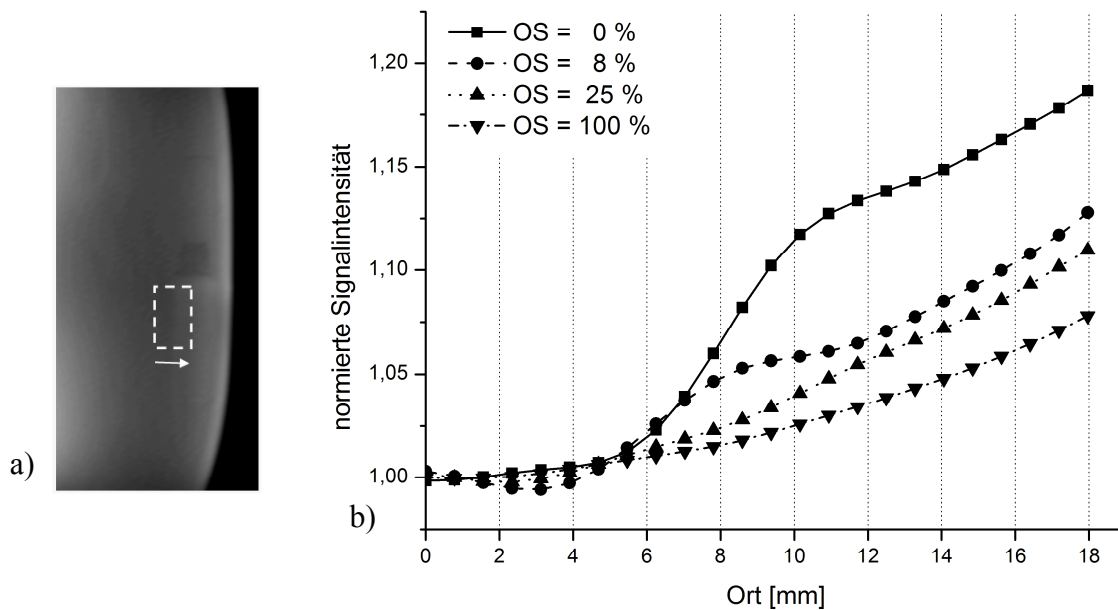 a)
b)
OS = 0 %
OS = 8 %
OS = 25 %
OS = 100 %
normierte Signalintensität
1,20
1,15
1,10
1,05
1,00
0 2 4 6 8 10 12 14 16 18
Ort [mm]